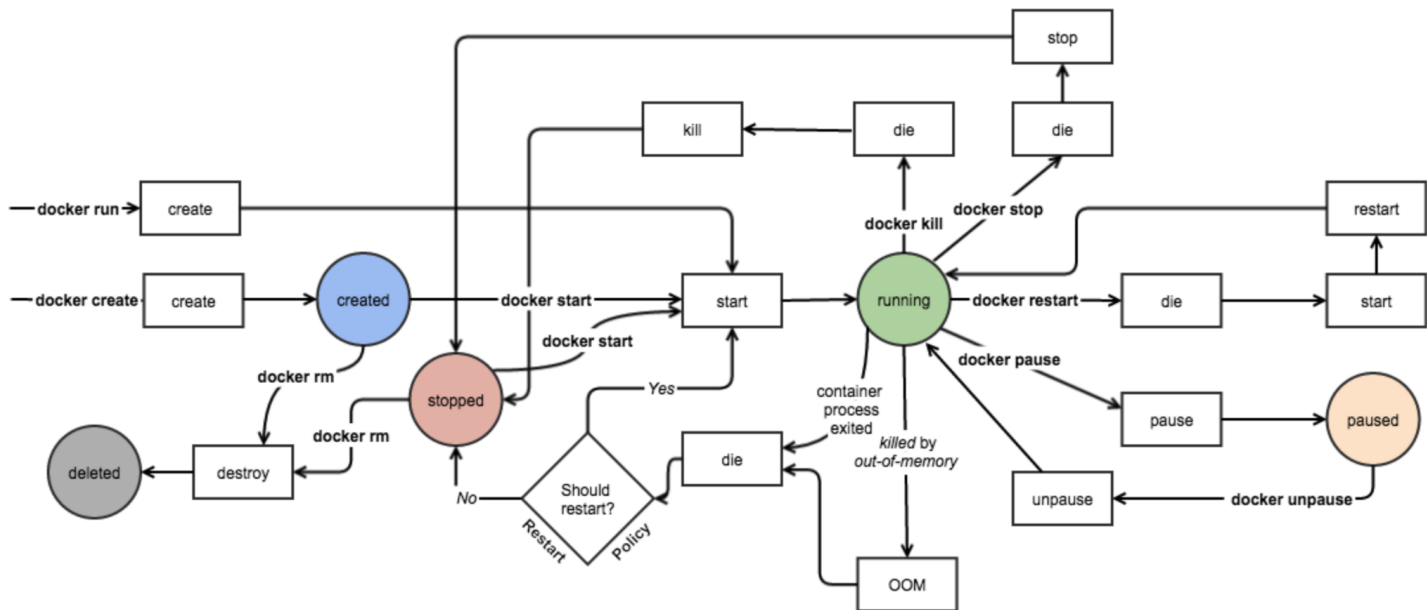 stop
kill
die
die
docker run
create
docker kill
docker stop
restart
docker create
create
created
docker start
start
running
docker restart
die
start
docker start
docker pause
docker rm
stopped
Yes
container
process
exited
pause
paused
docker rm
killed by
out-of-memory
deleted
destroy
die
Should
restart?
No
Restart
Policy
unpause
docker unpause
OOM